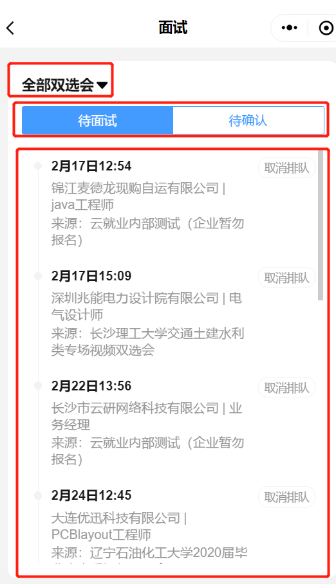 面试
全部双选会
待面试
待确认
2月17日12:54
取消排队
锦江麦德龙现购自运有限公司 |
java工程师
来源：云就业内部测试（企业暂勿
报名）
2月17日15:09
取消排队
深圳兆能电力设计院有限公司 | 电
气设计师
来源：长沙理工大学交通土建水利
类专场视频双选会
2月22日13:56
取消排队
长沙市云研网络科技有限公司 | 业
务经理
来源：云就业内部测试（企业暂勿
报名）
2月24日12:45
取消排队
大连优迅科技有限公司 |
PCBlayout工程师
来源：辽宁石油化工大学2020届毕